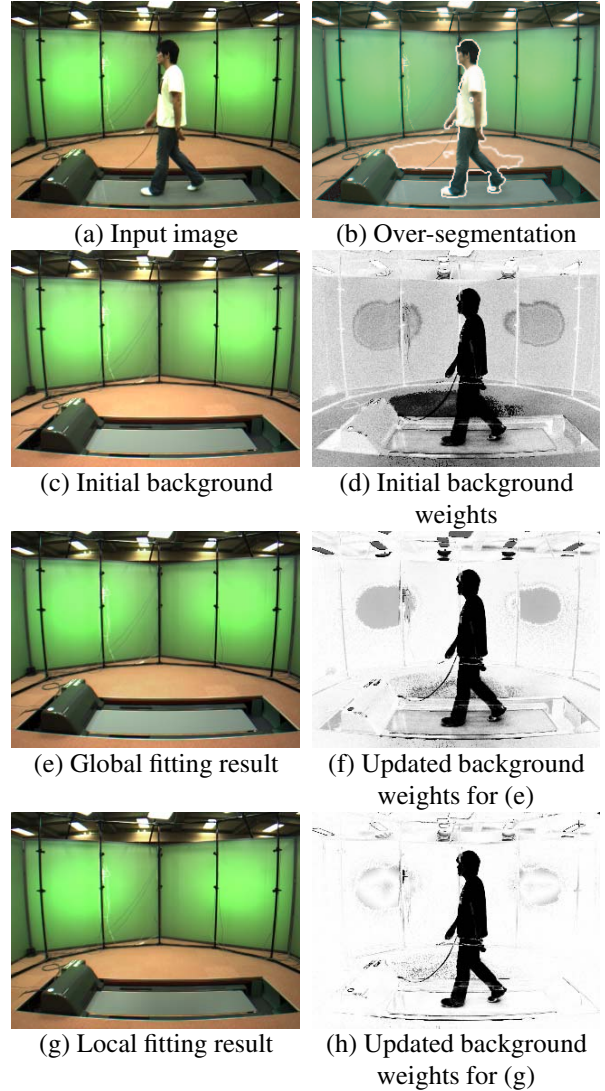 (a) Input image
(b) Over-segmentation
(c) Initial background
(d) Initial background
weights
(e) Global fitting result
(f) Updated background
weights for (e)
(g) Local fitting result
(h) Updated background
weights for (g)